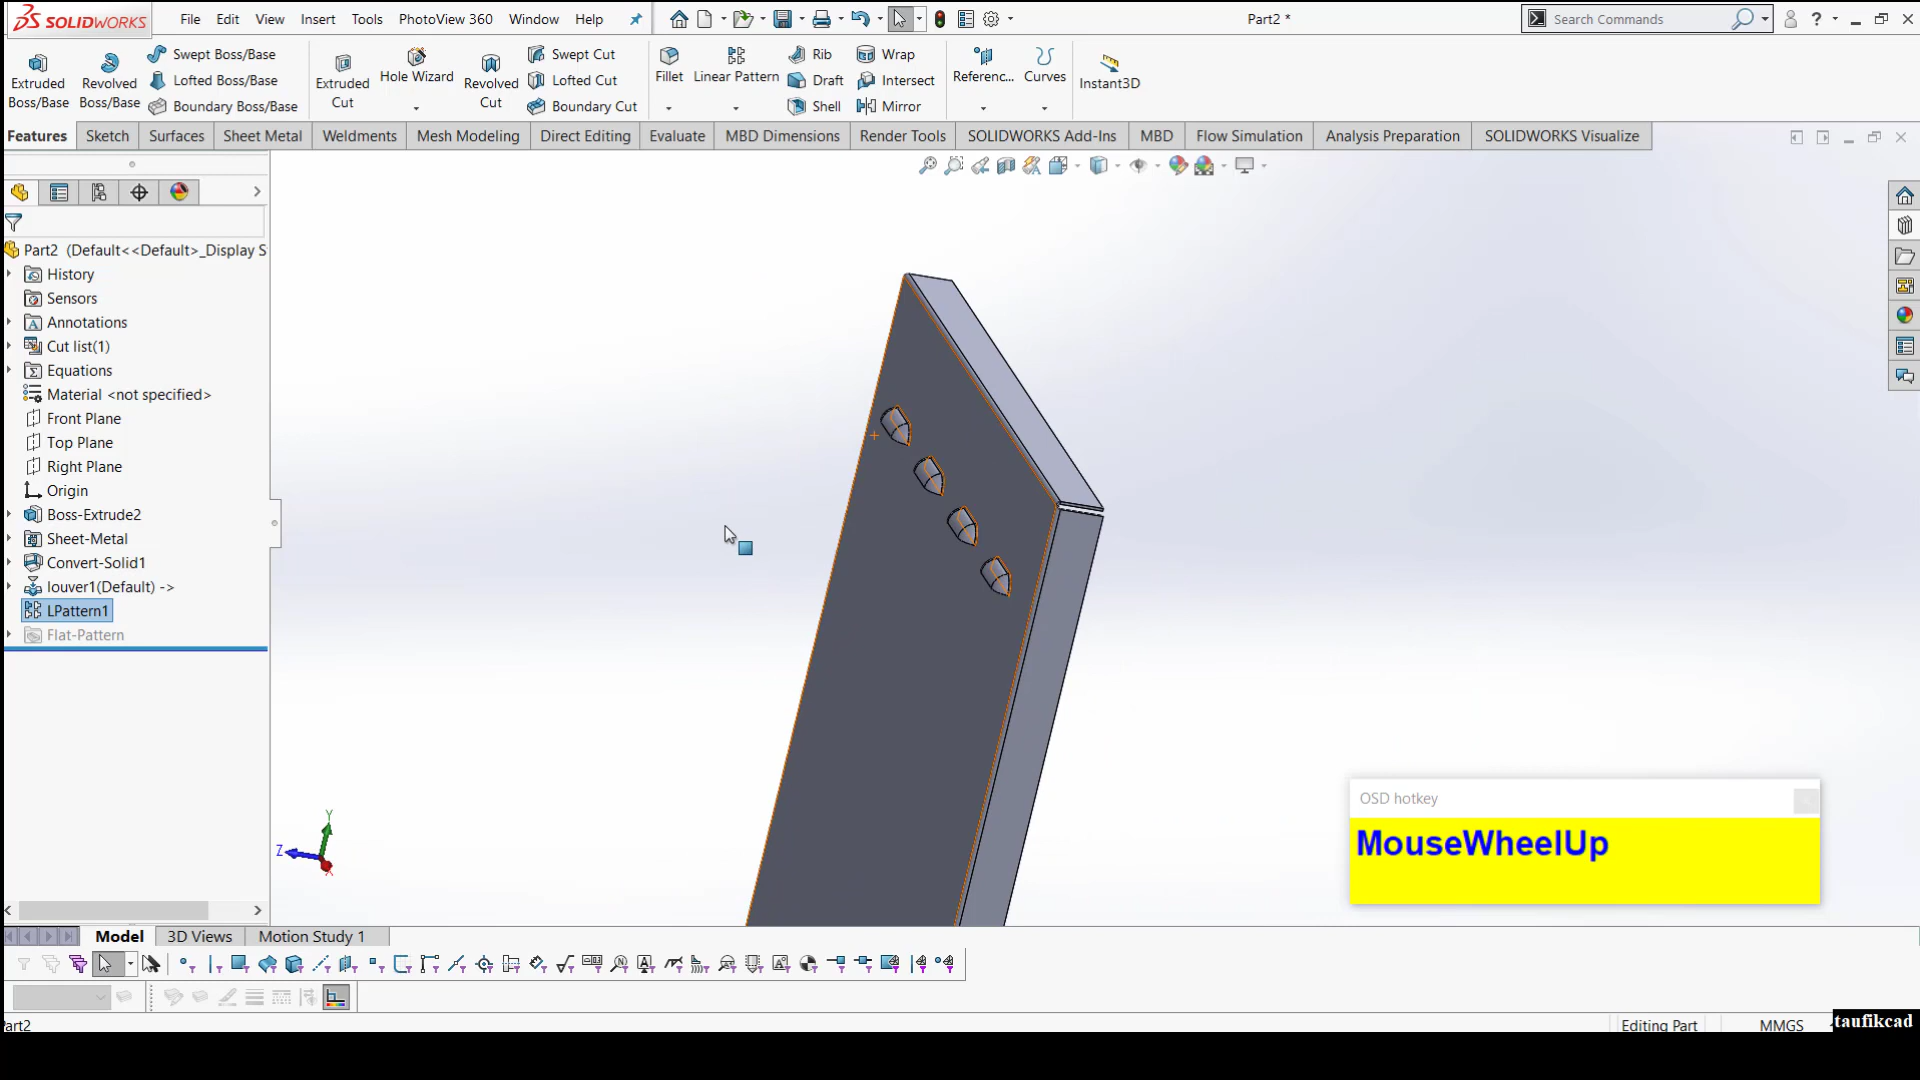 SOLIDWORKS File Edit View Insert Tools PhotoView 360 Window Help Part2 * Search Commands
Extruded Boss/Base
Revolved Boss/Base
Swept Boss/Base
Lofted Boss/Base
Boundary Boss/Base
Extruded Cut
Hole Wizard
Revolved Cut
Swept Cut
Lofted Cut
Boundary Cut
Fillet
Linear Pattern
Rib
Draft
Shell
Wrap
Intersect
Mirror
Referenc...
Curves
Instant3D
Features Sketch Surfaces Sheet Metal Weldments Mesh Modeling Direct Editing Evaluate MBD Dimensions Render Tools SOLIDWORKS Add-Ins MBD Flow Simulation Analysis Preparation SOLIDWORKS Visualize
Part2 (Default<<Default>_Display S
History
Sensors
Annotations
Cut list(1)
Equations
Material <not specified>
Front Plane
Top Plane
Right Plane
Origin
Boss-Extrude2
Sheet-Metal
Convert-Solid1
louver1(Default) ->
LPattern1
Flat-Pattern
Y
Z
X
OSD hotkey
MouseWheelUp
Model 3D Views Motion Study 1
art2 Editing Part MMGS
taufikcad